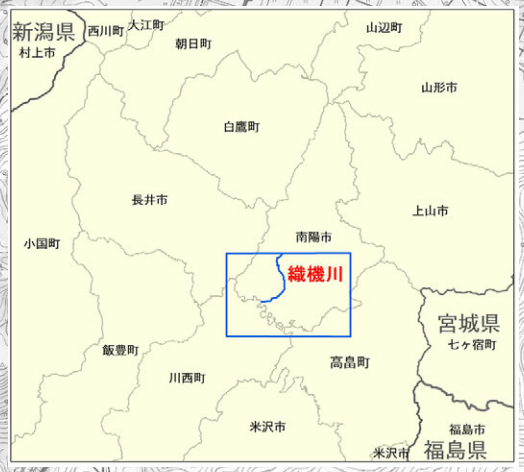 新潟県
村上市
西川町
大江町
朝日町
山辺町
山形市
白鷹町
長井市
上山市
小国町
南陽市
織機川
宮城県
七ヶ宿町
飯豊町
川西町
高畠町
米沢市
福島市
福島県
米沢市